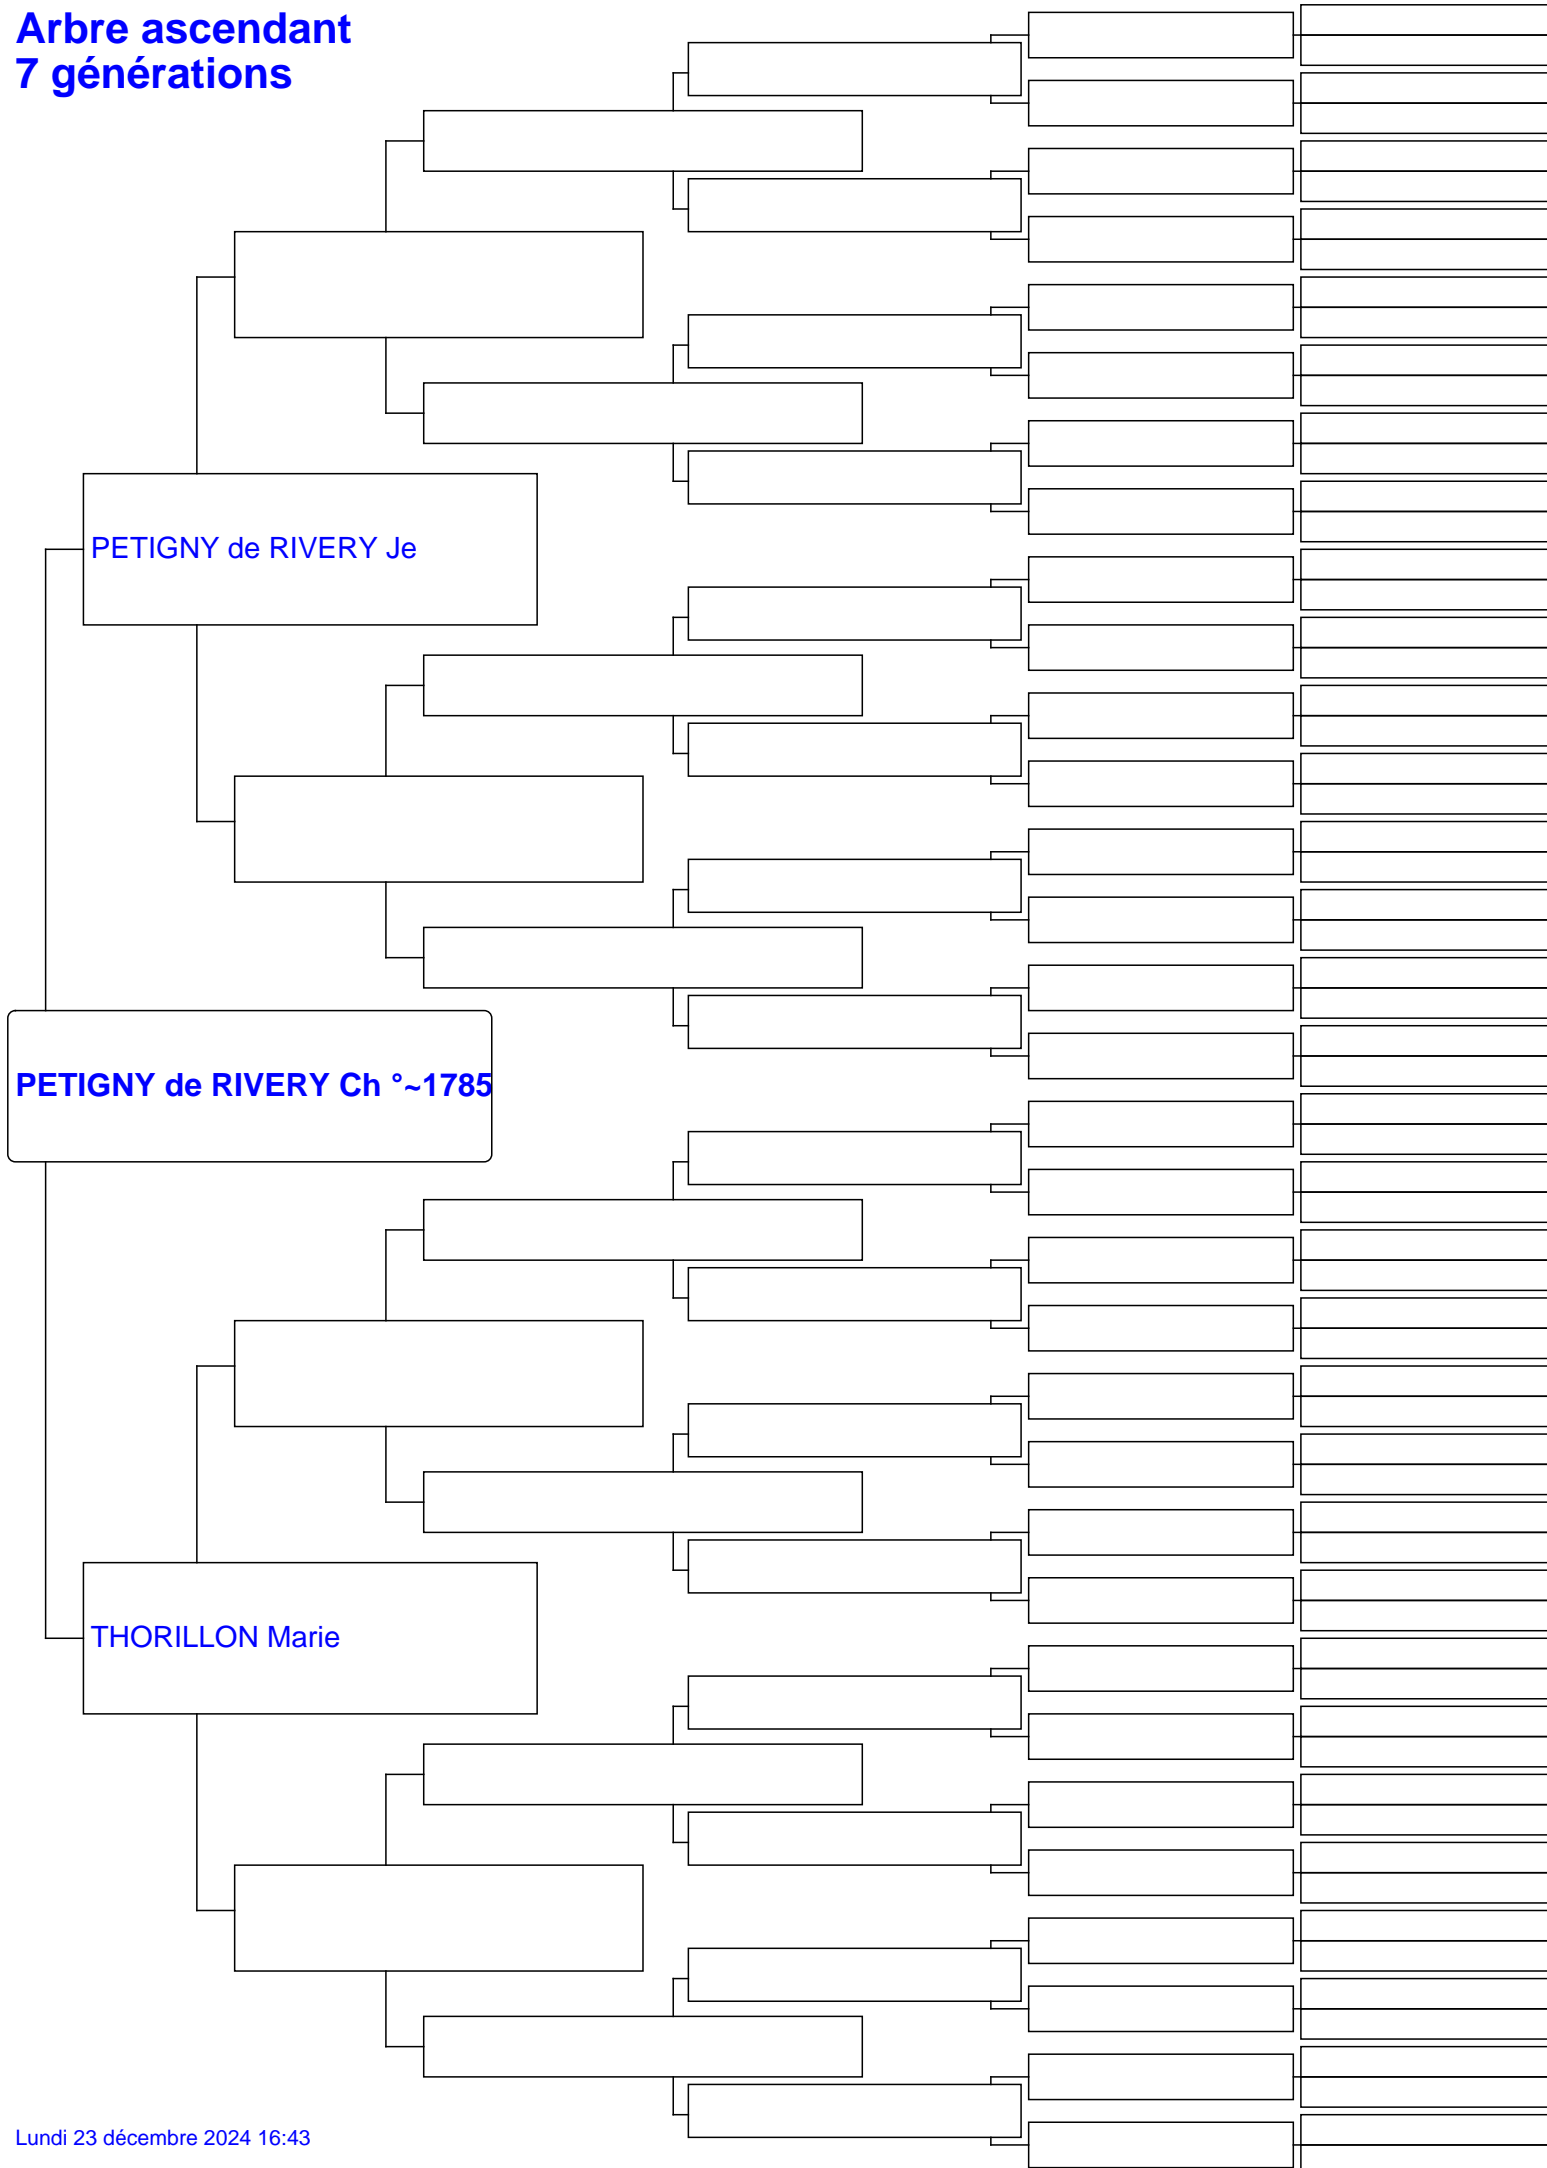 Arbre ascendant
7 générations
PETIGNY de RIVERY Je
PETIGNY de RIVERY Ch °~1785
THORILLON Marie
Lundi 23 décembre 2024 16:43